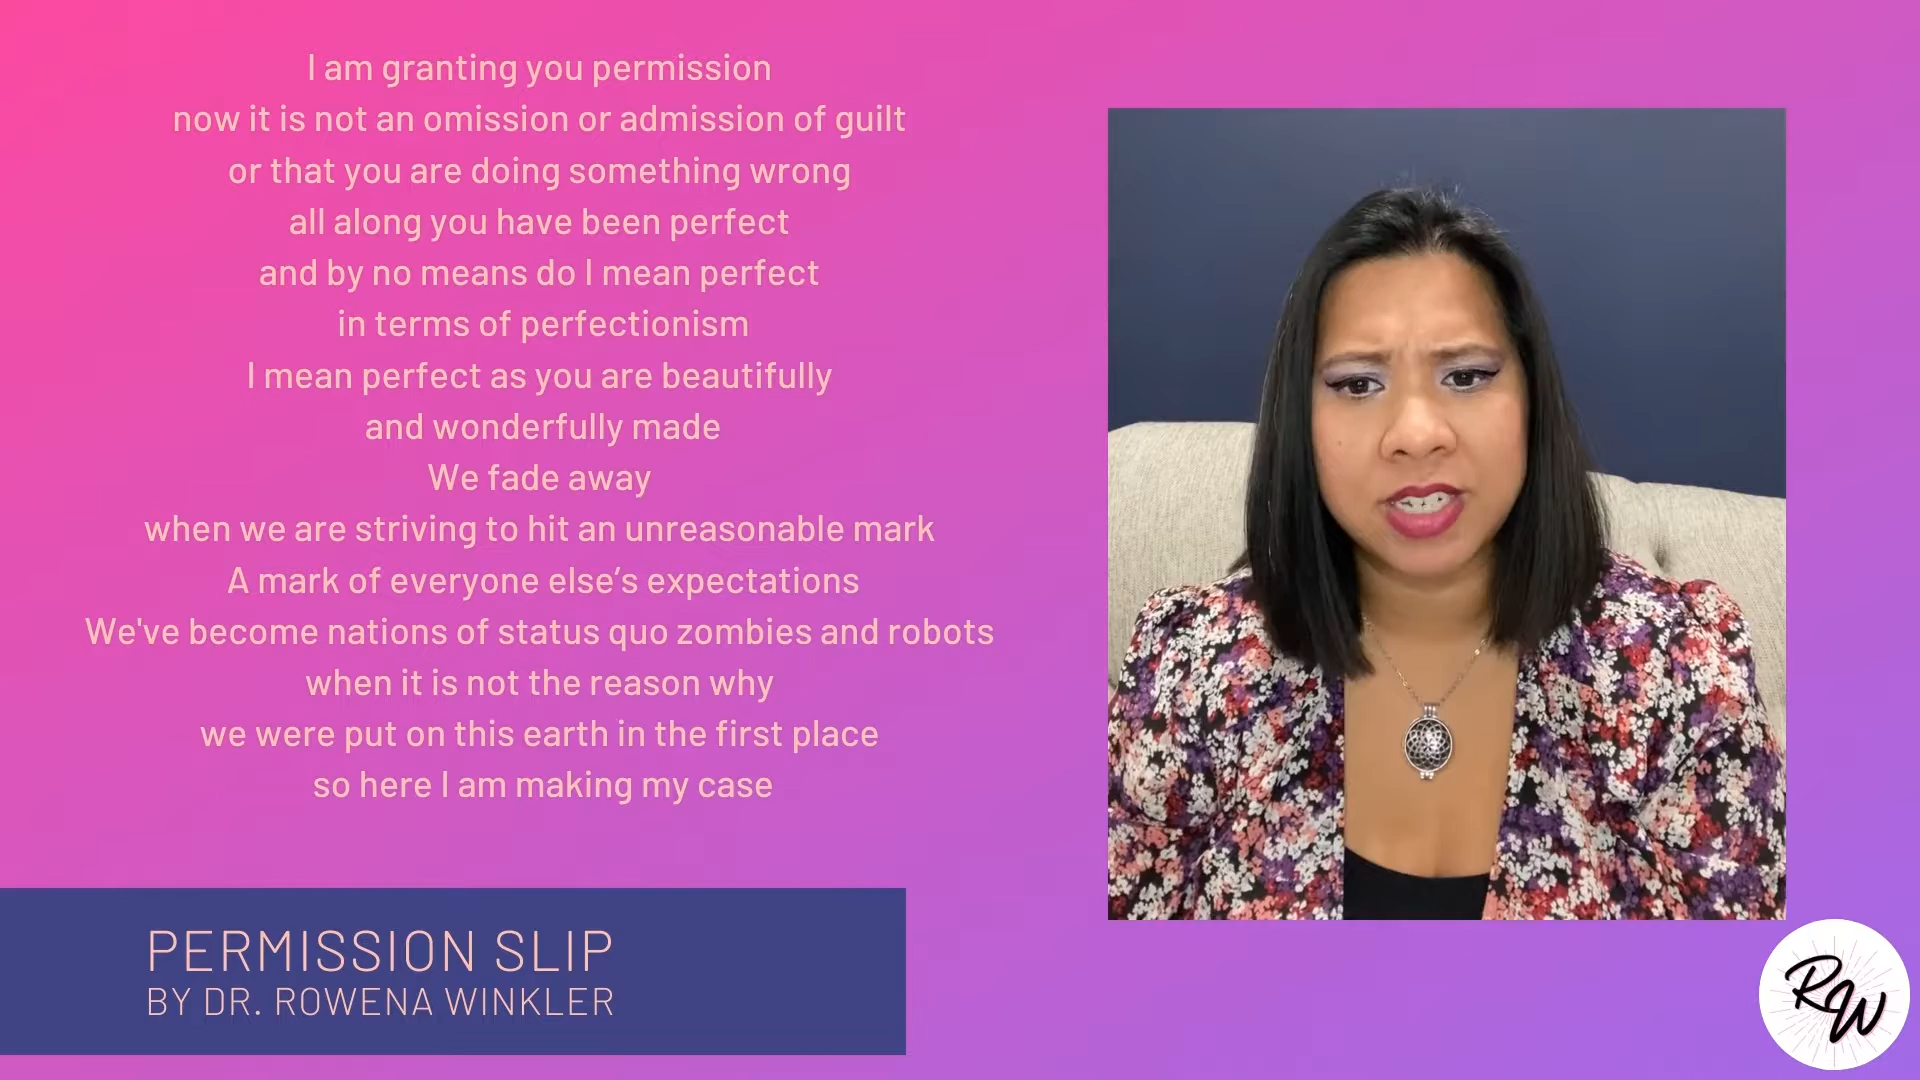 I am granting you permission
now it is not an omission or admission of guilt
or that you are doing something wrong
all along you have been perfect
and by no means do I mean perfect
in terms of perfectionism
I mean perfect as you are beautifully
and wonderfully made
We fade away
when we are striving to hit an unreasonable mark
A mark of everyone else’s expectations
We've become nations of status quo zombies and robots
when it is not the reason why
we were put on this earth in the first place
so here I am making my case
PERMISSION SLIP
BY DR. ROWENA WINKLER
RW